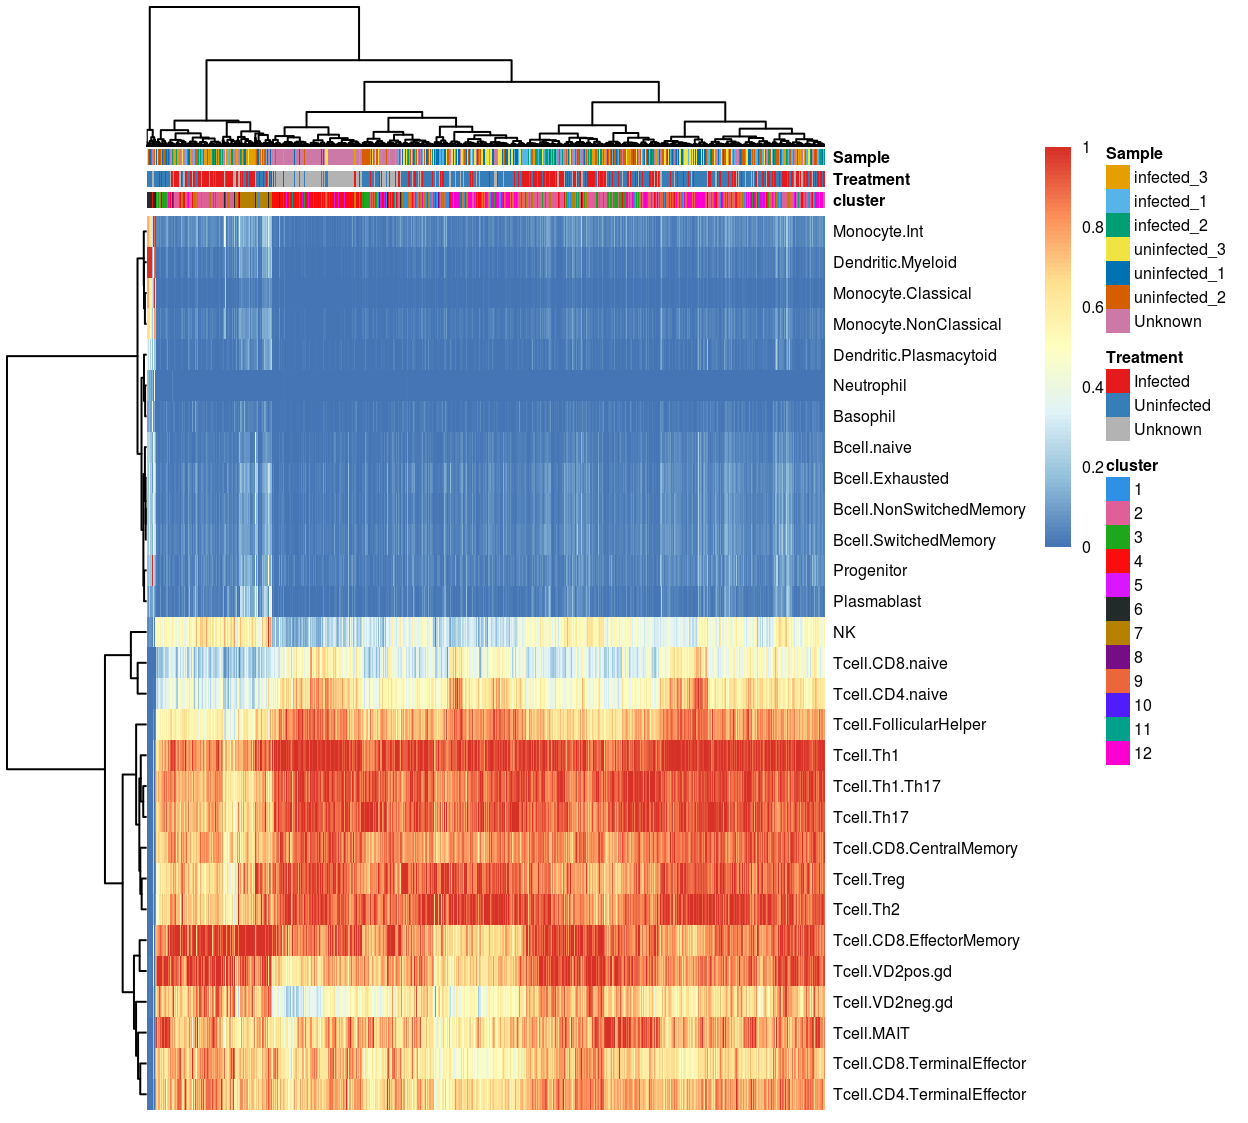 Sample
Treatment
cluster
Monocyte.Int
Dendritic.Myeloid
Monocyte.Classical
Monocyte.NonClassical
Dendritic.Plasmacytoid
Neutrophil
Basophil
Bcell.naive
Bcell.Exhausted
Bcell.NonSwitchedMemory
Bcell.SwitchedMemory
Progenitor
Plasmablast
NK
Tcell.CD8.naive
Tcell.CD4.naive
Tcell.FollicularHelper
Tcell.Th1
Tcell.Th1.Th17
Tcell.Th17
Tcell.CD8.CentralMemory
Tcell.Treg
Tcell.Th2
Tcell.CD8.EffectorMemory
Tcell.VD2pos.gd
Tcell.VD2neg.gd
Tcell.MAIT
Tcell.CD8.TerminalEffector
Tcell.CD4.TerminalEffector
1
0.8
0.6
0.4
0.2
0
Sample
infected_3
infected_1
infected_2
uninfected_3
uninfected_1
uninfected_2
Unknown
Treatment
Infected
Uninfected
Unknown
cluster
1
2
3
4
5
6
7
8
9
10
11
12